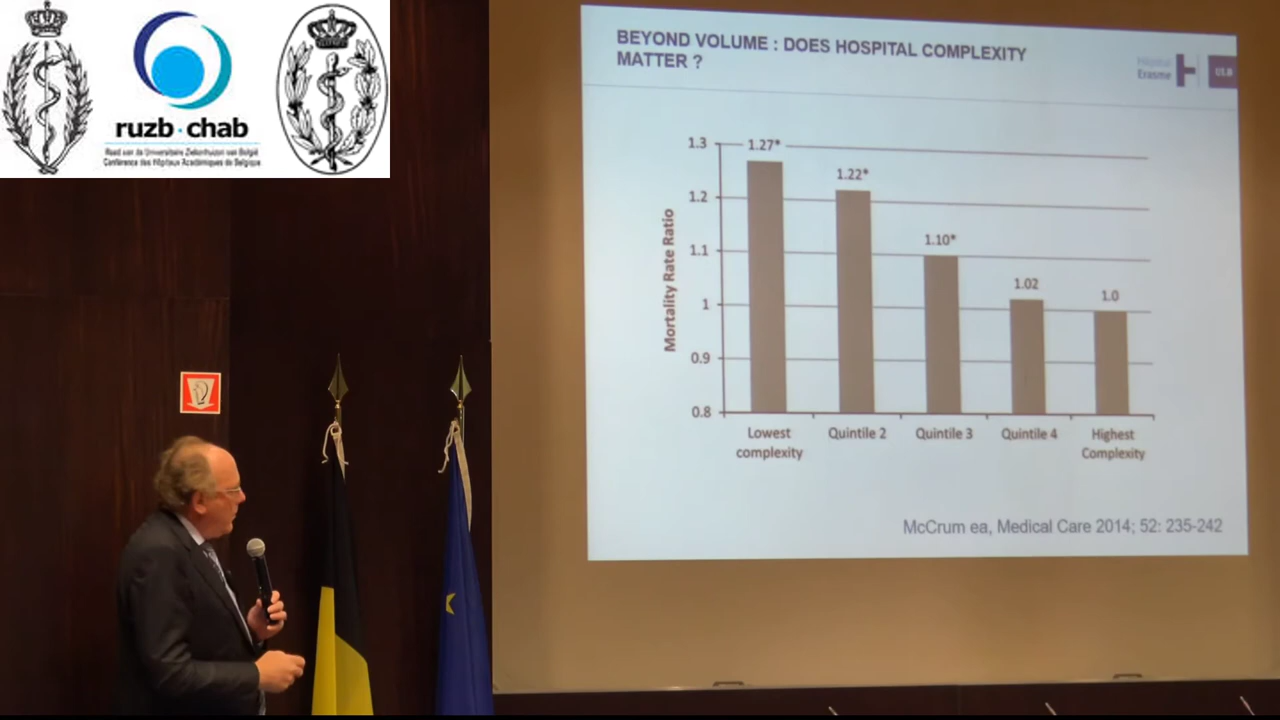 ruzb·chab
Raad van de Universitaire Ziekenhuizen van België
Conférence des Hôpitaux Académiques de Belgique
BEYOND VOLUME : DOES HOSPITAL COMPLEXITY
MATTER ?
Hôpital
Erasme
ULB
1.3
1.27*
1.22*
1.2
1.10*
1.1
1.02
1.0
1
0.9
0.8
Mortality Rate Ratio
Lowest
complexity
Quintile 2
Quintile 3
Quintile 4
Highest
Complexity
McCrum ea, Medical Care 2014; 52: 235-242